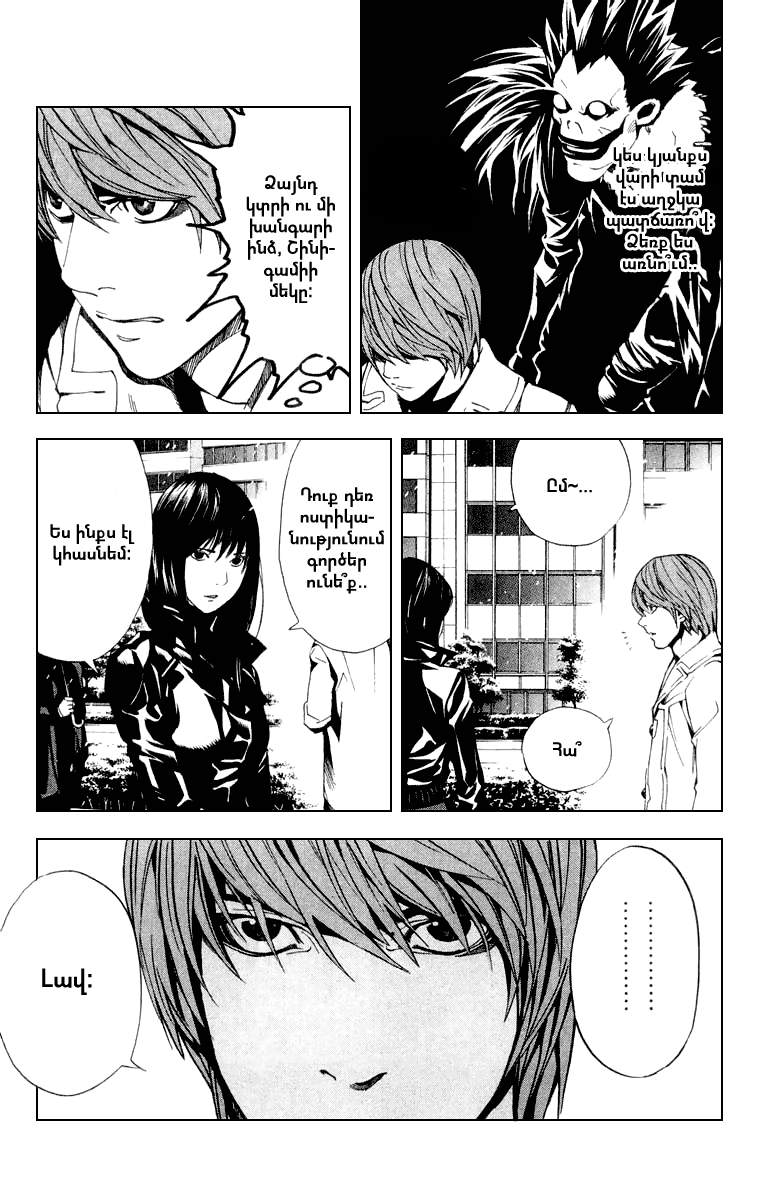 կես կյանքս
վարի տամ
էս աղջկա
պատճառո՞վ:
Ձեռք ես
առնո՞ւմ..
Ձայնդ
կտրի ու մի
խանգարի
ինձ, Շինի-
գամիի
մեկը:
Ըմ~...
Հա՞
Դուք դեռ
ոստիկա-
նությունում
գործեր
ունե՞ք..
Ես ինքս էլ
կհասնեմ:
............
............
Լավ: